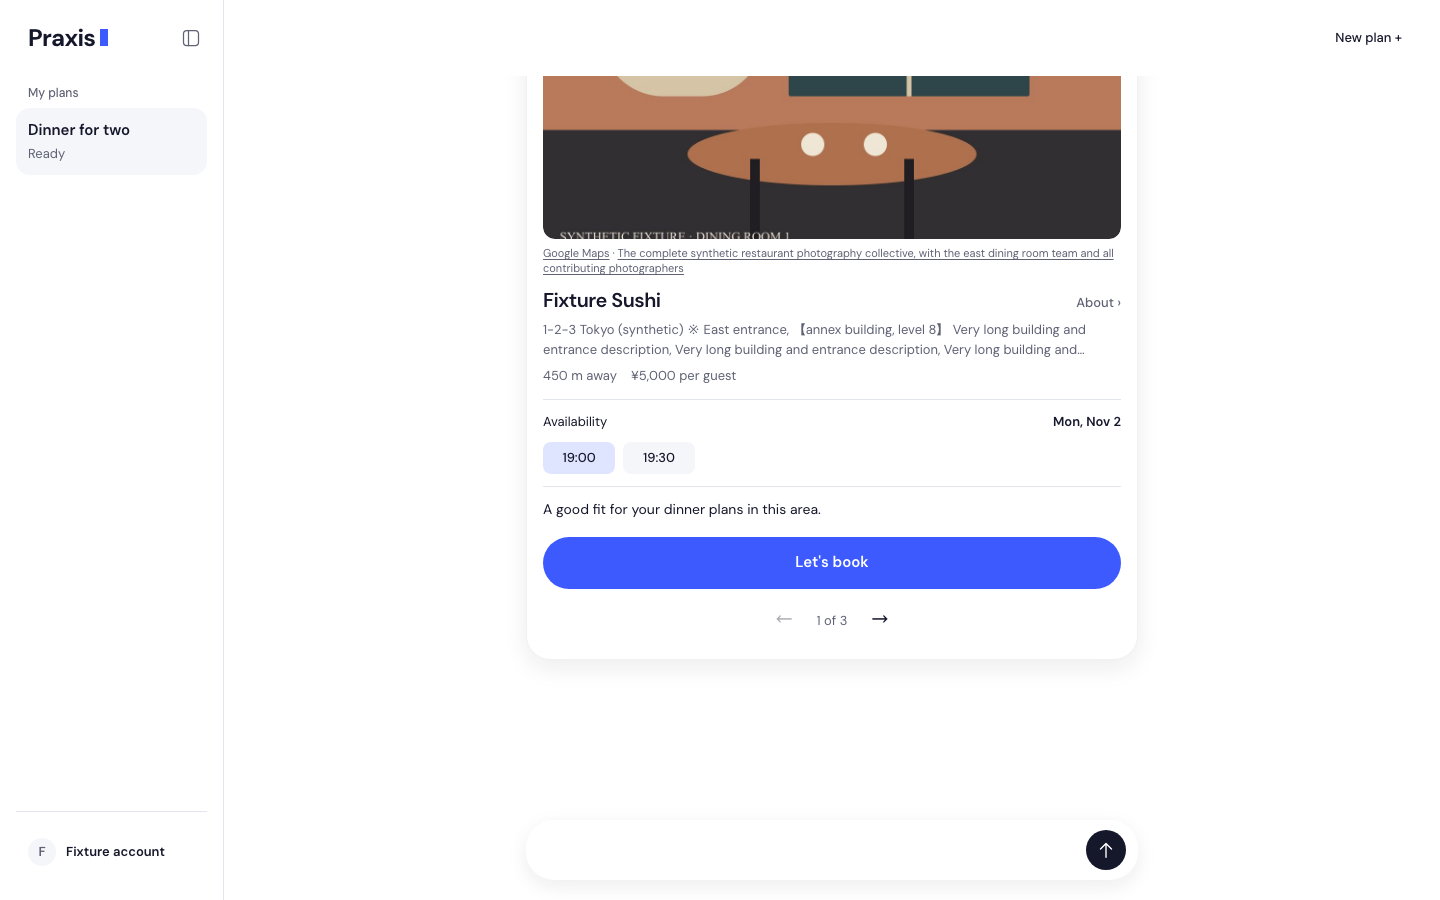 Praxis
New plan +
My plans
Dinner for two
Ready
SYNTHETIC FIXTURE · DINING ROOM 1
Google Maps · The complete synthetic restaurant photography collective, with the east dining room team and all
contributing photographers
Fixture Sushi
About ›
1-2-3 Tokyo (synthetic) ※ East entrance, 【annex building, level 8】 Very long building and
entrance description, Very long building and entrance description, Very long building and…
450 m away ¥5,000 per guest
Availability
Mon, Nov 2
19:00
19:30
A good fit for your dinner plans in this area.
Let's book
← 1 of 3 →
F
Fixture account